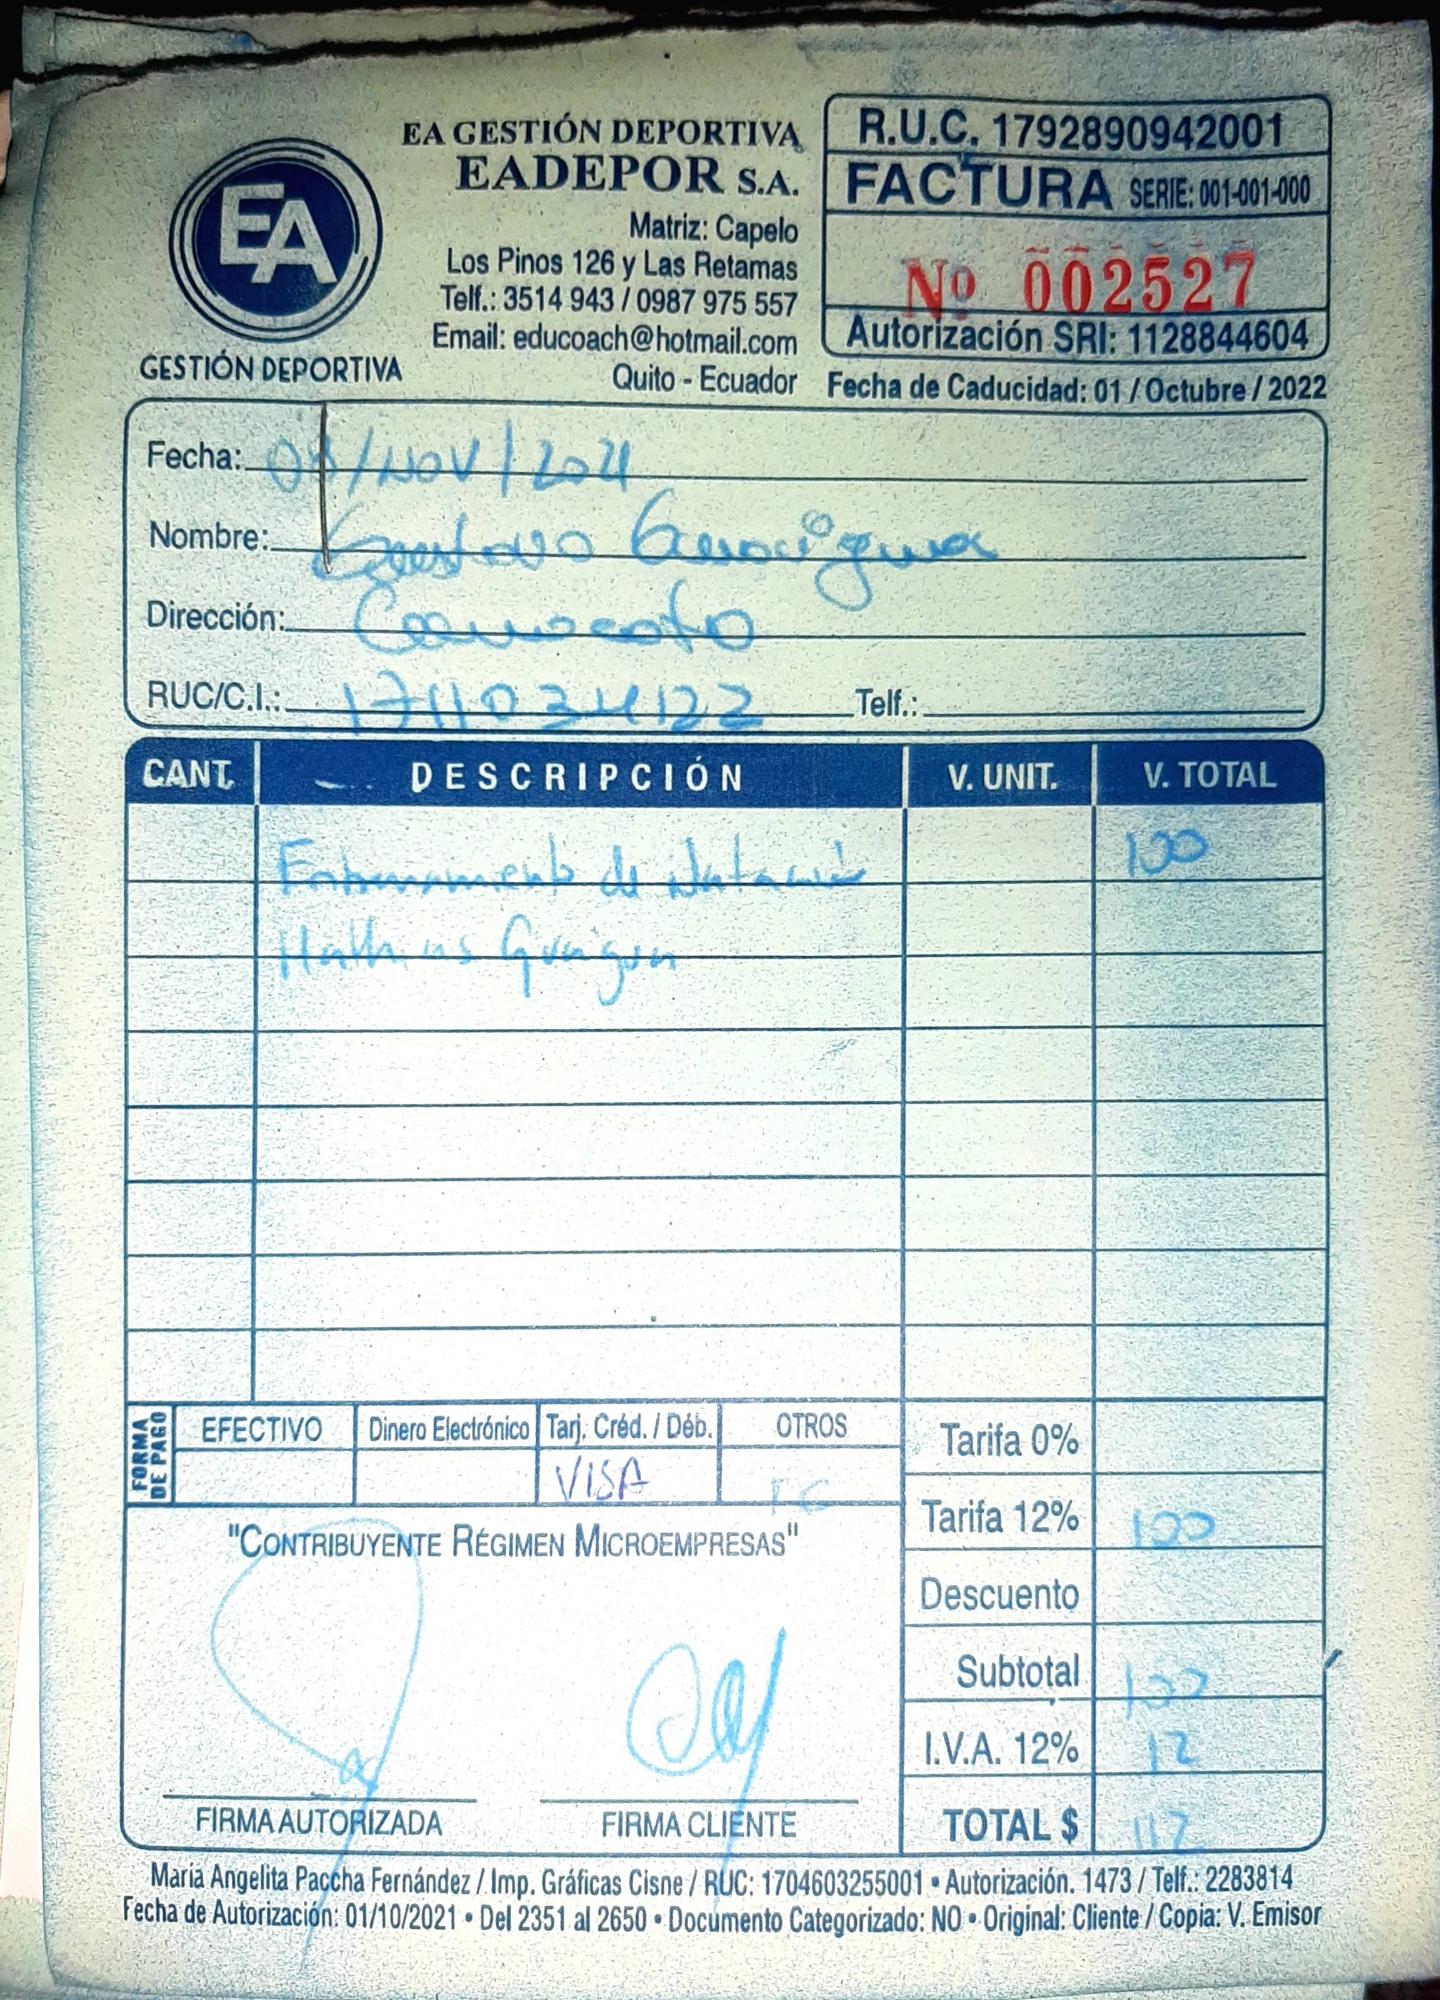 EA GESTIÓN DEPORTIVA
EADEPOR S.A.
Matriz: Capelo
Los Pinos 126 y Las Retamas
Telf.: 3514 943 / 0987 975 557
Email: educoach@hotmail.com
Quito - Ecuador
EA
GESTIÓN DEPORTIVA
R.U.C. 1792890942001
FACTURA SERIE: 001-001-000
Nº 002527
Autorización SRI: 1128844604
Fecha de Caducidad: 01 / Octubre / 2022
Fecha: /NOV/2021
Nombre: Gustavo
Dirección: Conocoto
RUC/C.I.: 1711034122 Telf.:
CANT. DESCRIPCIÓN V. UNIT. V. TOTAL
Entrenamiento de Natación 100
FORMA DE PAGO
EFECTIVO Dinero Electrónico Tarj. Créd. / Déb. OTROS
VISA
Tarifa 0%
Tarifa 12% 100
Descuento
Subtotal 100
I.V.A. 12% 12
TOTAL $ 112
"CONTRIBUYENTE RÉGIMEN MICROEMPRESAS"
FIRMA AUTORIZADA FIRMA CLIENTE
Maria Angelita Paccha Fernández / Imp. Gráficas Cisne / RUC: 1704603255001 • Autorización. 1473 / Telf.: 2283814
Fecha de Autorización: 01/10/2021 • Del 2351 al 2650 • Documento Categorizado: NO • Original: Cliente / Copia: V. Emisor